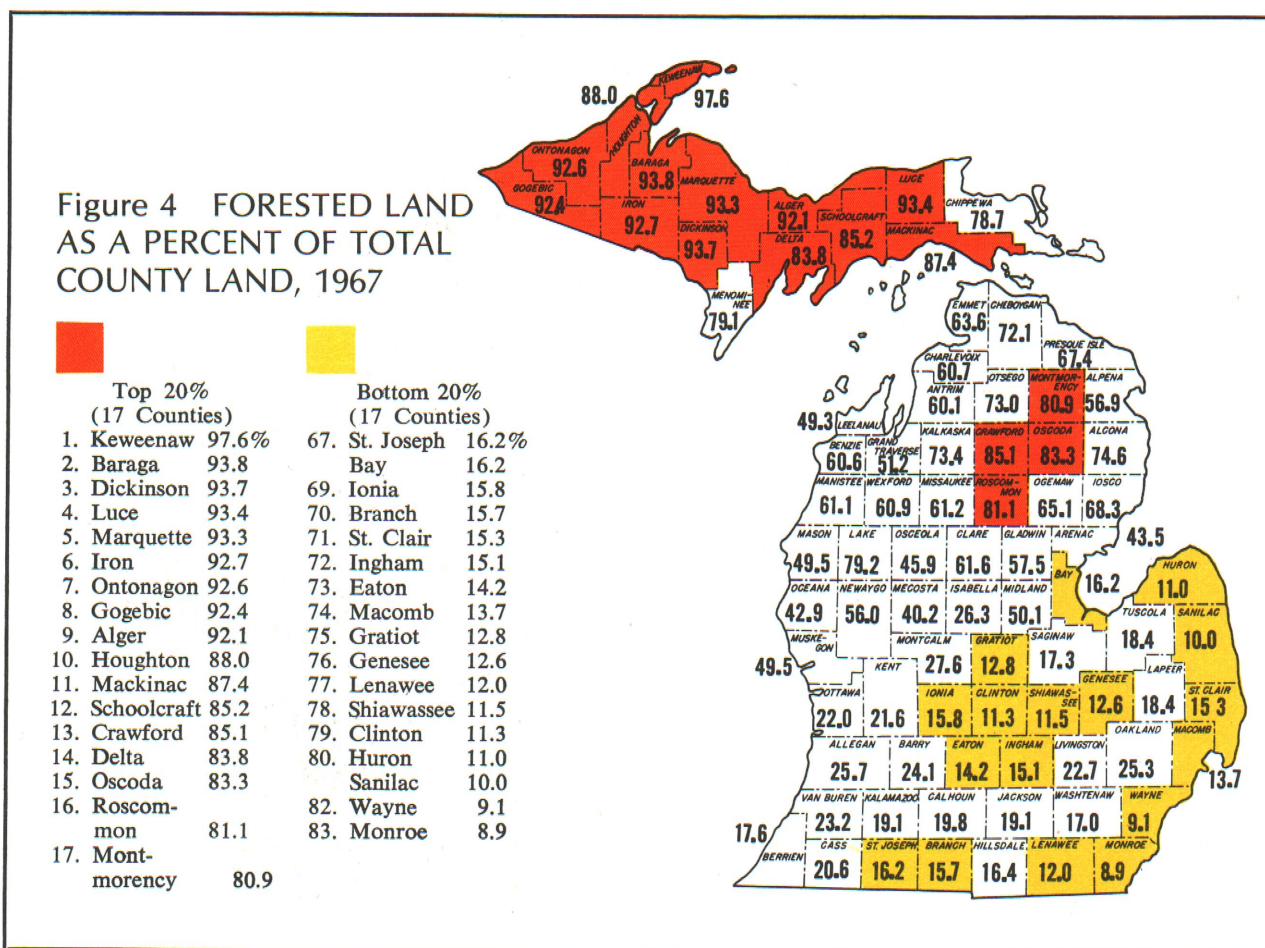 Figure 4 FORESTED LAND
AS A PERCENT OF TOTAL
COUNTY LAND, 1967
Top 20%
(17 Counties)
1. Keweenaw 97.6%
2. Baraga 93.8
3. Dickinson 93.7
4. Luce 93.4
5. Marquette 93.3
6. Iron 92.7
7. Ontonagon 92.6
8. Gogebic 92.4
9. Alger 92.1
10. Houghton 88.0
11. Mackinac 87.4
12. Schoolcraft 85.2
13. Crawford 85.1
14. Delta 83.8
15. Oscoda 83.3
16. Roscom-
mon 81.1
17. Mont-
morency 80.9
Bottom 20%
(17 Counties)
67. St. Joseph 16.2%
Bay 16.2
69. Ionia 15.8
70. Branch 15.7
71. St. Clair 15.3
72. Ingham 15.1
73. Eaton 14.2
74. Macomb 13.7
75. Gratiot 12.8
76. Genesee 12.6
77. Lenawee 12.0
78. Shiawassee 11.5
79. Clinton 11.3
80. Huron 11.0
Sanilac 10.0
82. Wayne 9.1
83. Monroe 8.9
KEWEENAW
97.6
88.0
HOUGHTON
ONTONAGON
92.6
BARAGA
93.8
GOGEBIC
92.4
IRON
92.7
MARQUETTE
93.3
DICKINSON
93.7
ALGER
92.1
DELTA
83.8
SCHOOLCRAFT
85.2
LUCE
93.4
MACKINAC
87.4
CHIPPEWA
78.7
MENOMI-
NEE
79.1
EMMET
63.6
CHEBOYGAN
72.1
PRESQUE ISLE
67.4
CHARLEVOIX
60.7
ANTRIM
60.1
OTSEGO
73.0
MONTMOR-
ENCY
80.9
ALPENA
56.9
49.3
LEELANAU
BENZIE
60.6
GRAND
TRAVERSE
51.2
KALKASKA
73.4
CRAWFORD
85.1
OSCODA
83.3
ALCONA
74.6
MANISTEE
61.1
WEXFORD
60.9
MISSAUKEE
61.2
ROSCOM-
MON
81.1
OGEMAW
65.1
IOSCO
68.3
MASON
49.5
LAKE
79.2
OSCEOLA
45.9
CLARE
61.6
GLADWIN
57.5
ARENAC
43.5
OCEANA
42.9
NEWAYGO
56.0
MECOSTA
40.2
ISABELLA
26.3
MIDLAND
50.1
BAY
16.2
HURON
11.0
MUSKE-
GON
49.5
MONTCALM
27.6
GRATIOT
12.8
SAGINAW
17.3
TUSCOLA
18.4
SANILAC
10.0
OTTAWA
22.0
KENT
21.6
IONIA
15.8
CLINTON
11.3
SHIAWAS-
SEE
11.5
GENESEE
12.6
LAPEER
18.4
ST. CLAIR
15 3
ALLEGAN
25.7
BARRY
24.1
EATON
14.2
INGHAM
15.1
LIVINGSTON
22.7
OAKLAND
25.3
MACOMB
13.7
VAN BUREN
23.2
KALAMAZOO
19.1
CALHOUN
19.8
JACKSON
19.1
WASHTENAW
17.0
WAYNE
9.1
17.6
BERRIEN
CASS
20.6
ST. JOSEPH
16.2
BRANCH
15.7
HILLSDALE
16.4
LENAWEE
12.0
MONROE
8.9